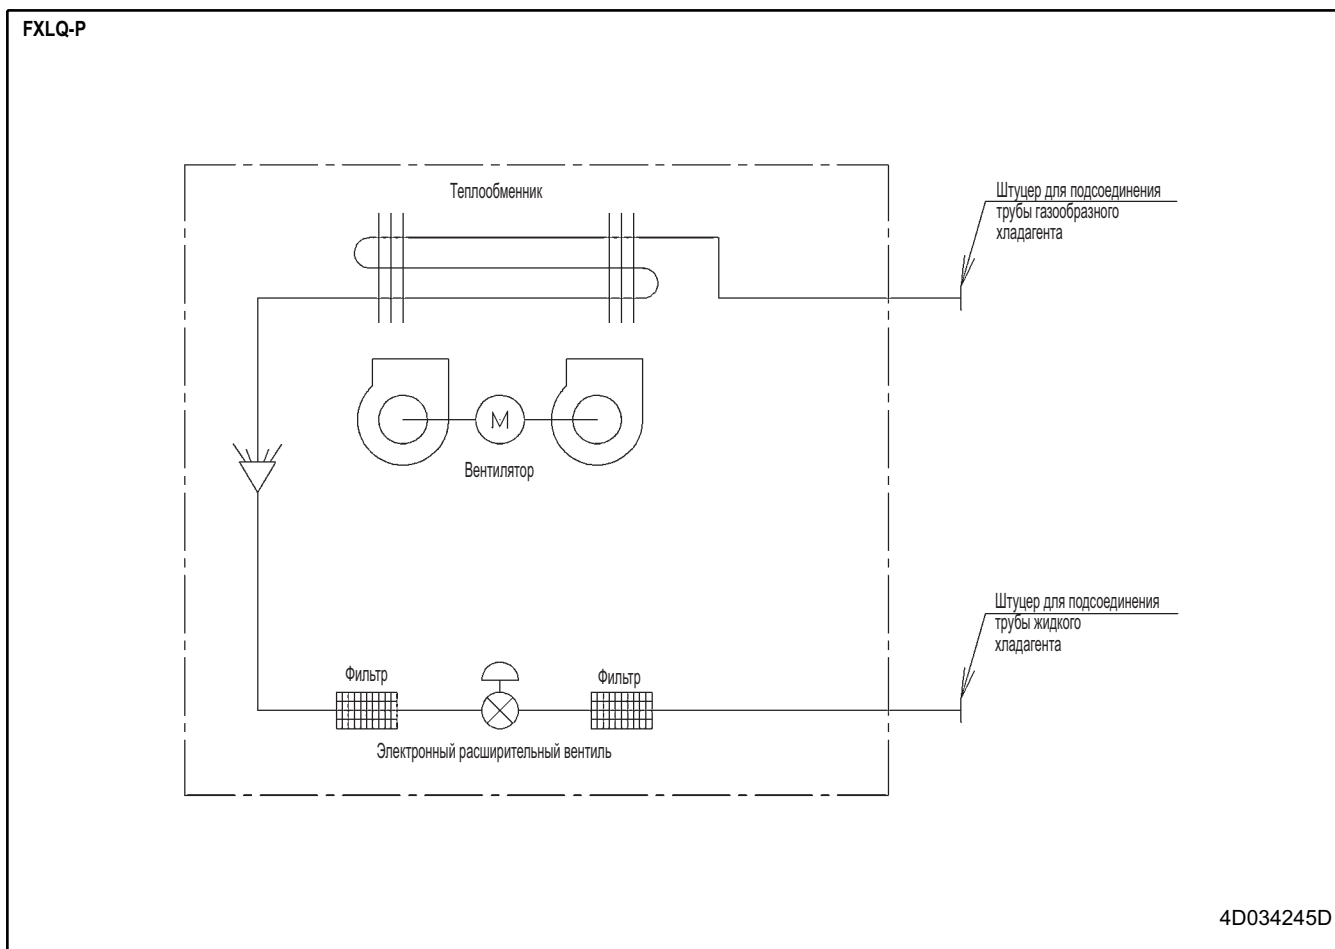 FXLQ-P
Теплообменник
Штуцер для подсоединения
трубы газообразного
хладагента
M
Вентилятор
Штуцер для подсоединения
трубы жидкого
хладагента
Фильтр
Фильтр
Электронный расширительный вентиль
4D034245D